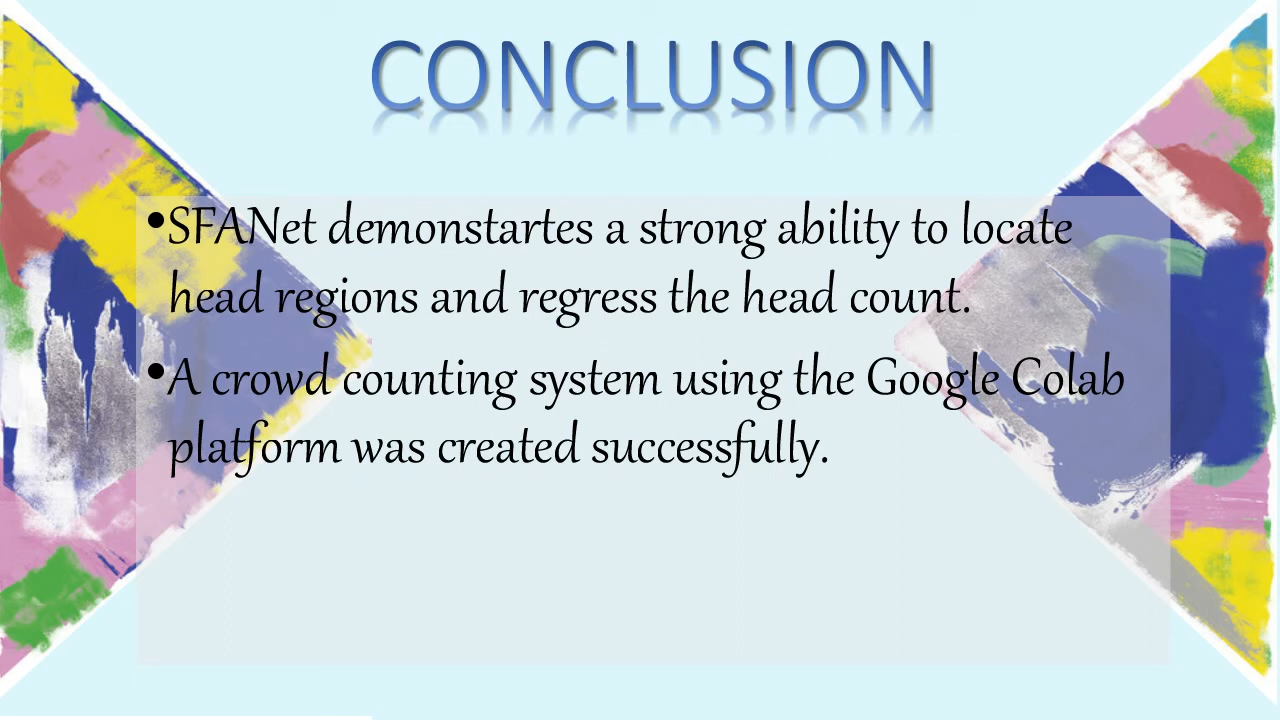 CONCLUSION
•SFANet demonstartes a strong ability to locate
head regions and regress the head count.
•A crowd counting system using the Google Colab
platform was created successfully.